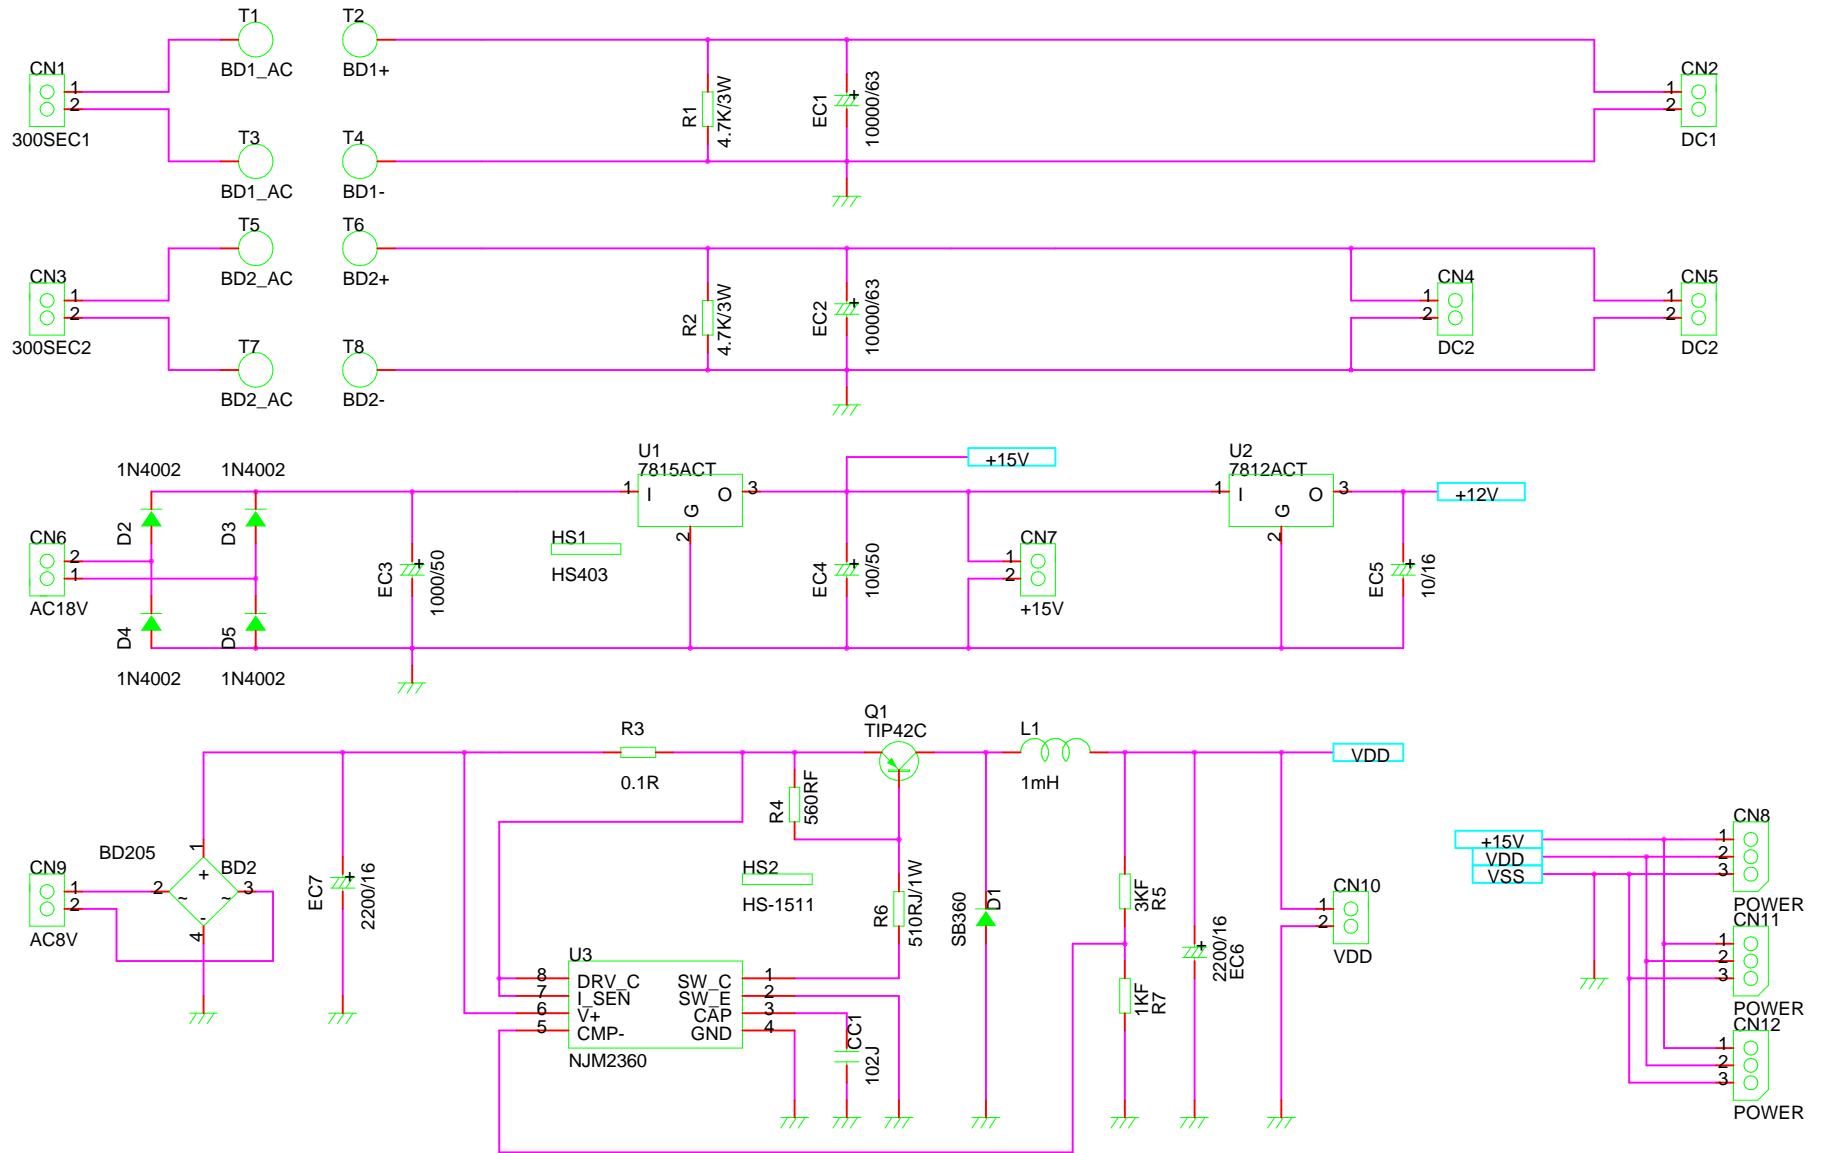 T1
T2
CN1
1
2
300SEC1
BD1_AC
BD1+
T3
T4
BD1_AC
BD1-
R1
4.7K/3W
EC1
+
10000/63
CN2
1
2
DC1
T5
T6
CN3
1
2
300SEC2
BD2_AC
BD2+
T7
T8
BD2_AC
BD2-
R2
4.7K/3W
EC2
+
10000/63
CN4
1
2
DC2
CN5
1
2
DC2
1N4002
1N4002
D2
D3
CN6
2
1
AC18V
D4
D5
1N4002
1N4002
EC3
+
1000/50
HS1
HS403
U1
7815ACT
1
I
O
3
G
2
+15V
EC4
+
100/50
CN7
1
2
+15V
U2
7812ACT
1
I
O
3
G
2
+12V
EC5
+
10/16
R3
0.1R
Q1
TIP42C
L1
1mH
VDD
R4
560RF
BD205
BD2
1
+
2
~
~
3
-
4
CN9
1
2
AC8V
EC7
+
2200/16
HS2
HS-1511
R6
510RJ/1W
SB360
D1
3KF
R5
1KF
R7
2200/16
EC6
+
CN10
1
2
VDD
U3
8
DRV_C
SW_C
1
7
I_SEN
SW_E
2
6
V+
CAP
3
5
CMP-
GND
4
NJM2360
CC1
102J
+15V
VDD
VSS
CN8
1
2
3
POWER
CN11
1
2
3
POWER
CN12
1
2
3
POWER